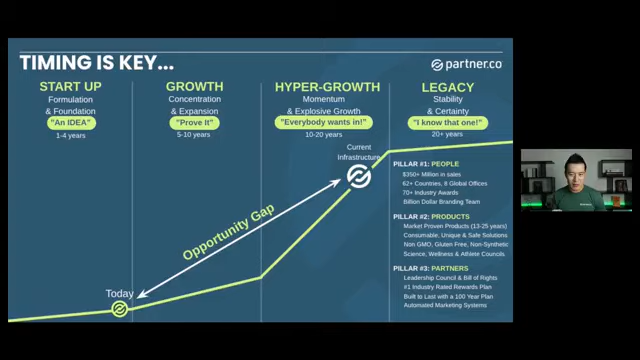 TIMING IS KEY...
partner.co
START UP
Formulation
& Foundation
"An IDEA"
1-4 years
GROWTH
Concentration
& Expansion
"Prove It"
5-10 years
HYPER-GROWTH
Momentum
& Explosive Growth
"Everybody wants in!"
10-20 years
LEGACY
Stability
& Certainty
"I know that one!"
20+ years
Current
Infrastructure
Opportunity Gap
Today
PILLAR #1: PEOPLE
$350+ Million in sales
62+ Countries, 8 Global Offices
70+ Industry Awards
Billion Dollar Branding Team
PILLAR #2: PRODUCTS
Market Proven Products (13-25 years)
Consumable: Unique & Safe Solutions
Non GMO, Gluten Free, Non-Synthetic
Science, Wellness & Athlete Councils
PILLAR #3: PARTNERS
Leadership Council & Bill of Rights
#1 Industry Rated Rewards Plan
Built to Last with a 100 Year Plan
Automated Marketing Systems